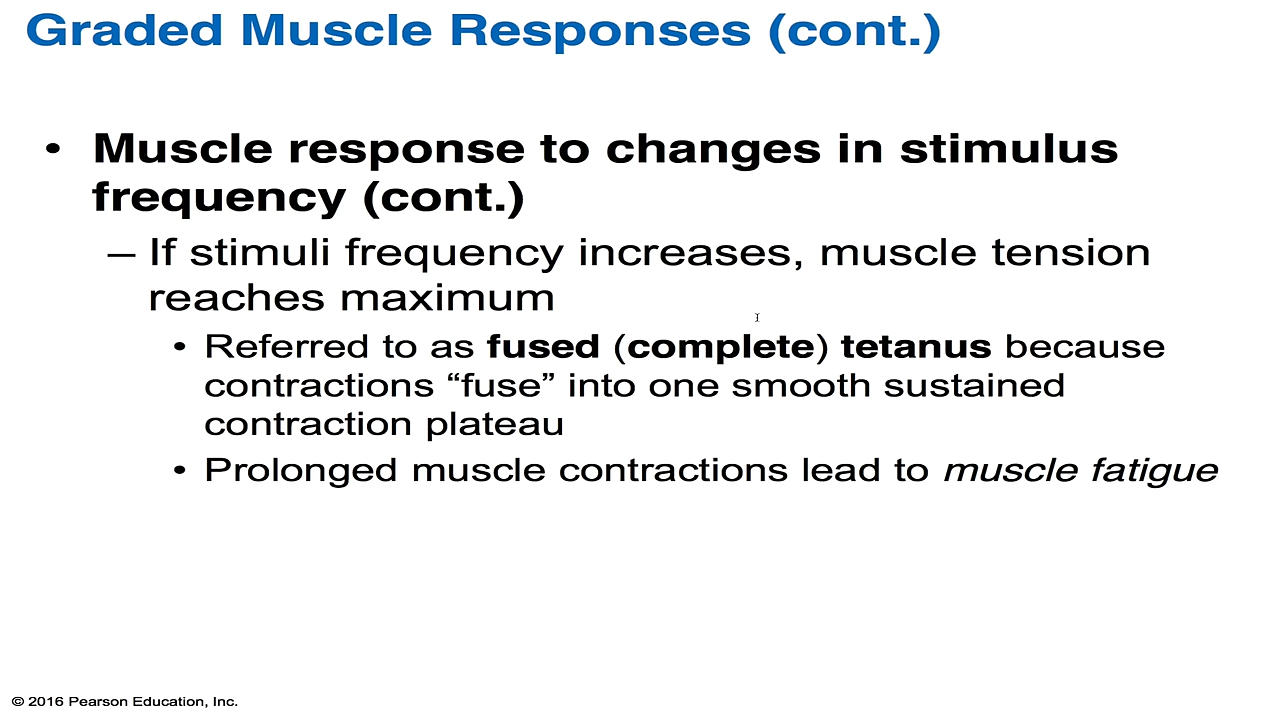 Graded Muscle Responses (cont.)
• Muscle response to changes in stimulus
frequency (cont.)
– If stimuli frequency increases, muscle tension
reaches maximum
• Referred to as fused (complete) tetanus because
contractions “fuse” into one smooth sustained
contraction plateau
• Prolonged muscle contractions lead to muscle fatigue
© 2016 Pearson Education, Inc.